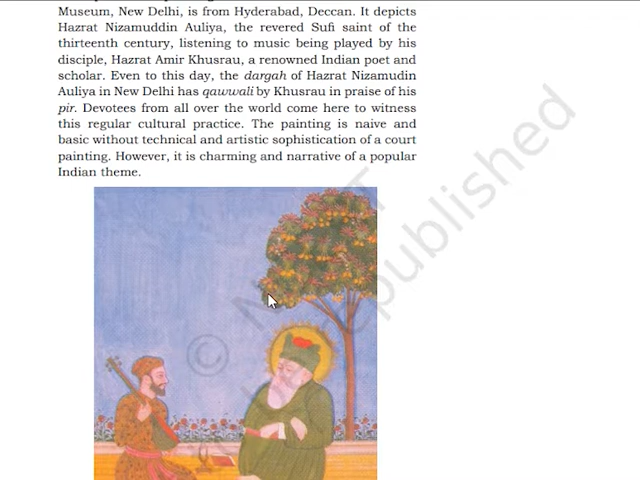 Museum, New Delhi, is from Hyderabad, Deccan. It depicts
Hazrat Nizamuddin Auliya, the revered Sufi saint of the
thirteenth century, listening to music being played by his
disciple, Hazrat Amir Khusrau, a renowned Indian poet and
scholar. Even to this day, the dargah of Hazrat Nizamudin
Auliya in New Delhi has qawwali by Khusrau in praise of his
pir. Devotees from all over the world come here to witness
this regular cultural practice. The painting is naive and
basic without technical and artistic sophistication of a court
painting. However, it is charming and narrative of a popular
Indian theme.